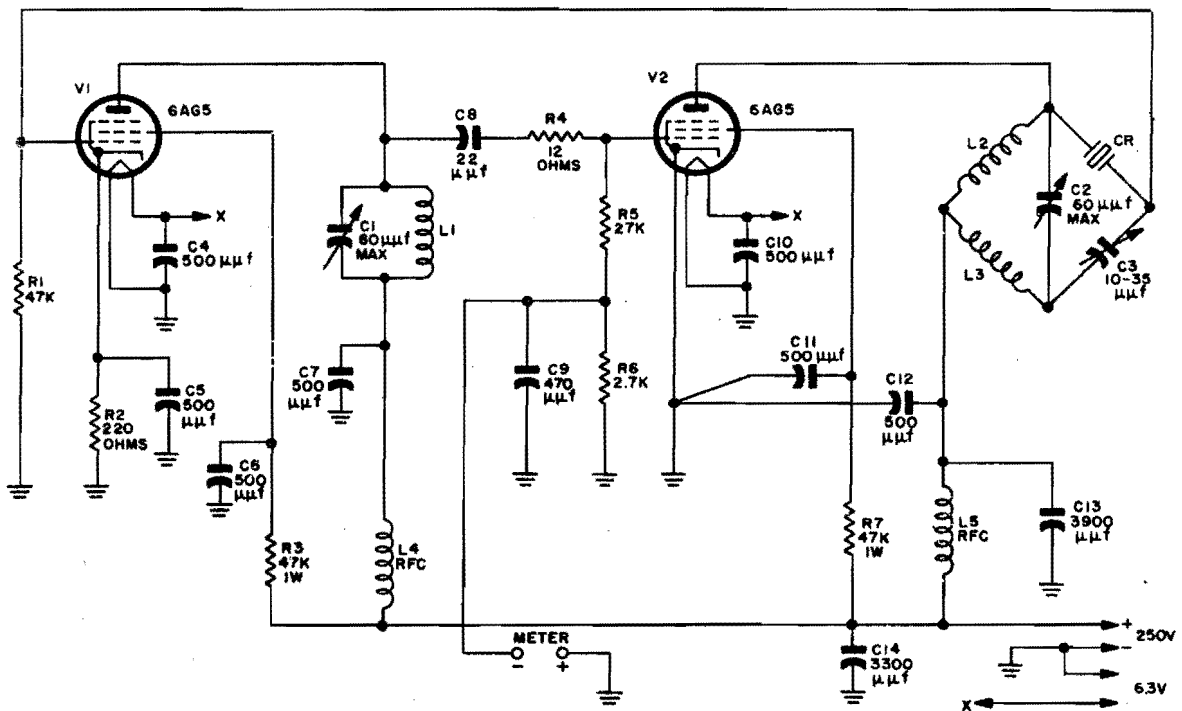 V1
6AG5
C8
22
μμf
R4
12
OHMS
V2
6AG5
L2
CR
C2
60μμf
MAX
L3
C3
10-35
μμf
X
C4
500 μμf
R1
47K
C1
60μμf
MAX
L1
R5
27K
X
C10
500 μμf
C5
500
μμf
R2
220
OHMS
C7
500
μμf
C9
470
μμf
R6
2.7K
C11
500μμf
C12
500
μμf
C6
500
μμf
R3
47K
1W
L4
RFC
R7
47K
1W
L5
RFC
C13
3900
μμf
METER
-
+
C14
3300
μμf
+
250V
-
6.3V
X